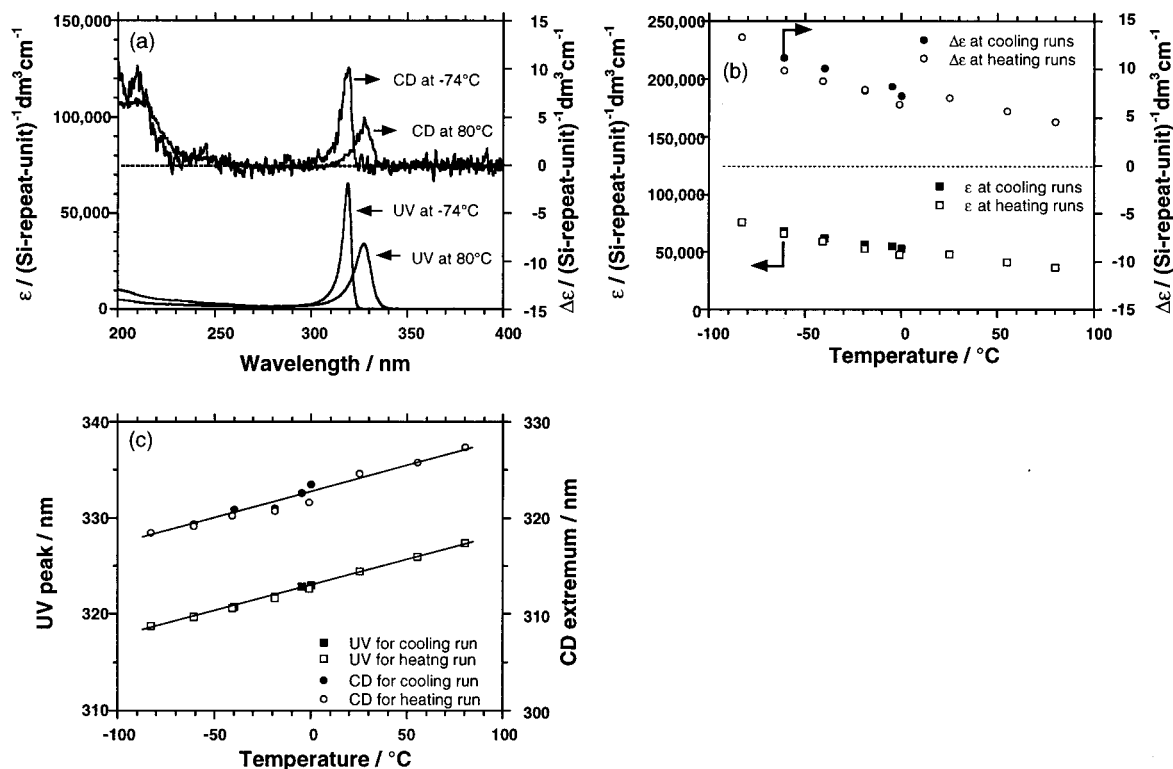 (a)
ε / (Si-repeat-unit)⁻¹dm³cm⁻¹
250,000
200,000
150,000
100,000
50,000
0
15
10
5
0
-5
-10
-15
Δε / (Si-repeat-unit)⁻¹dm³cm⁻¹
CD at -74°C
CD at 80°C
UV at -74°C
UV at 80°C
200
250
300
350
400
Wavelength / nm
(b)
ε / (Si-repeat-unit)⁻¹dm³cm⁻¹
250,000
200,000
150,000
100,000
50,000
0
15
10
5
0
-5
-10
-15
Δε / (Si-repeat-unit)⁻¹dm³cm⁻¹
Δε at cooling runs
Δε at heating runs
ε at cooling runs
ε at heating runs
-100
-50
0
50
100
Temperature / °C
(c)
UV peak / nm
340
330
320
310
330
320
310
300
CD extremum / nm
UV for cooling run
UV for heatng run
CD for cooling run
CD for heating run
-100
-50
0
50
100
Temperature / °C